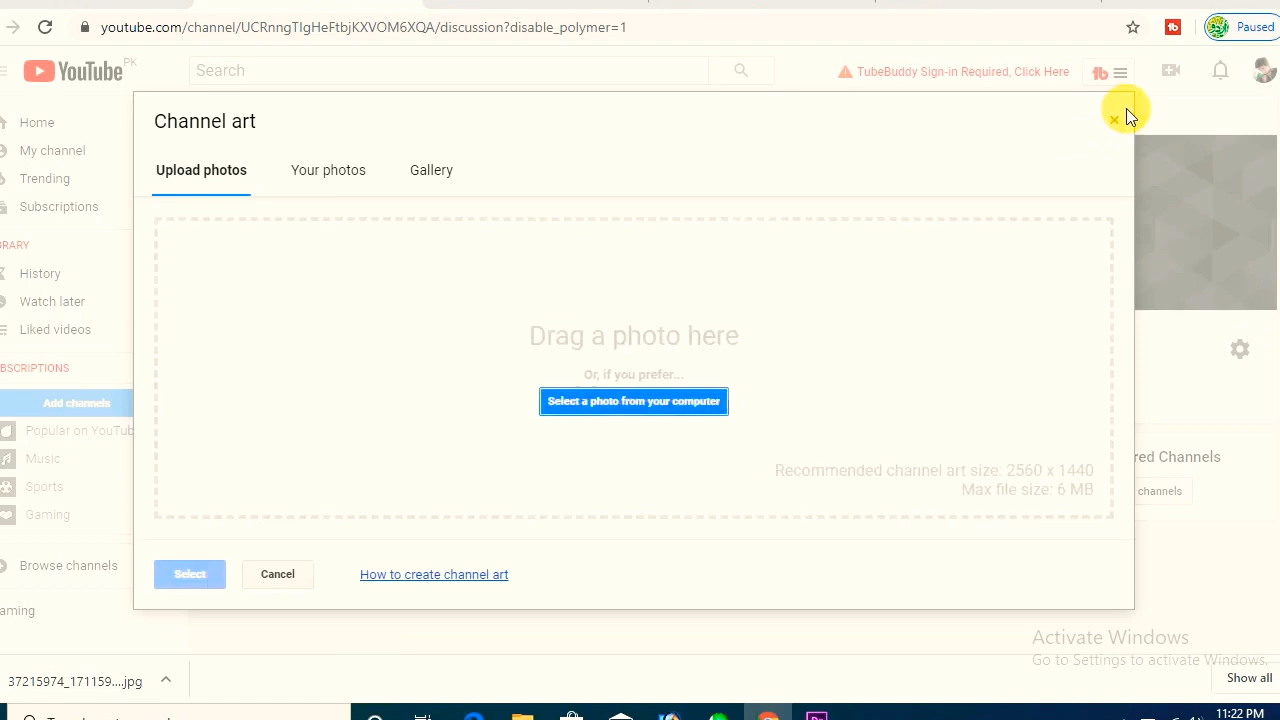 youtube.com/channel/UCRnngTlgHeFtbjKXVOM6XQA/discussion?disable_polymer=1
Paused
YouTube PK
Search
TubeBuddy Sign-in Required, Click Here
Channel art
Upload photos
Your photos
Gallery
Home
My channel
Trending
Subscriptions
BRARY
History
Watch later
Liked videos
BSCRIPTIONS
Add channels
Popular on YouTub
Music
Sports
Gaming
Browse channels
aming
Drag a photo here
Or, if you prefer...
Select a photo from your computer
Recommended channel art size: 2560 x 1440
Max file size: 6 MB
red Channels
channels
Select
Cancel
How to create channel art
Activate Windows
Go to Settings to activate Windows.
37215974_171159....jpg
Show all
11:22 PM